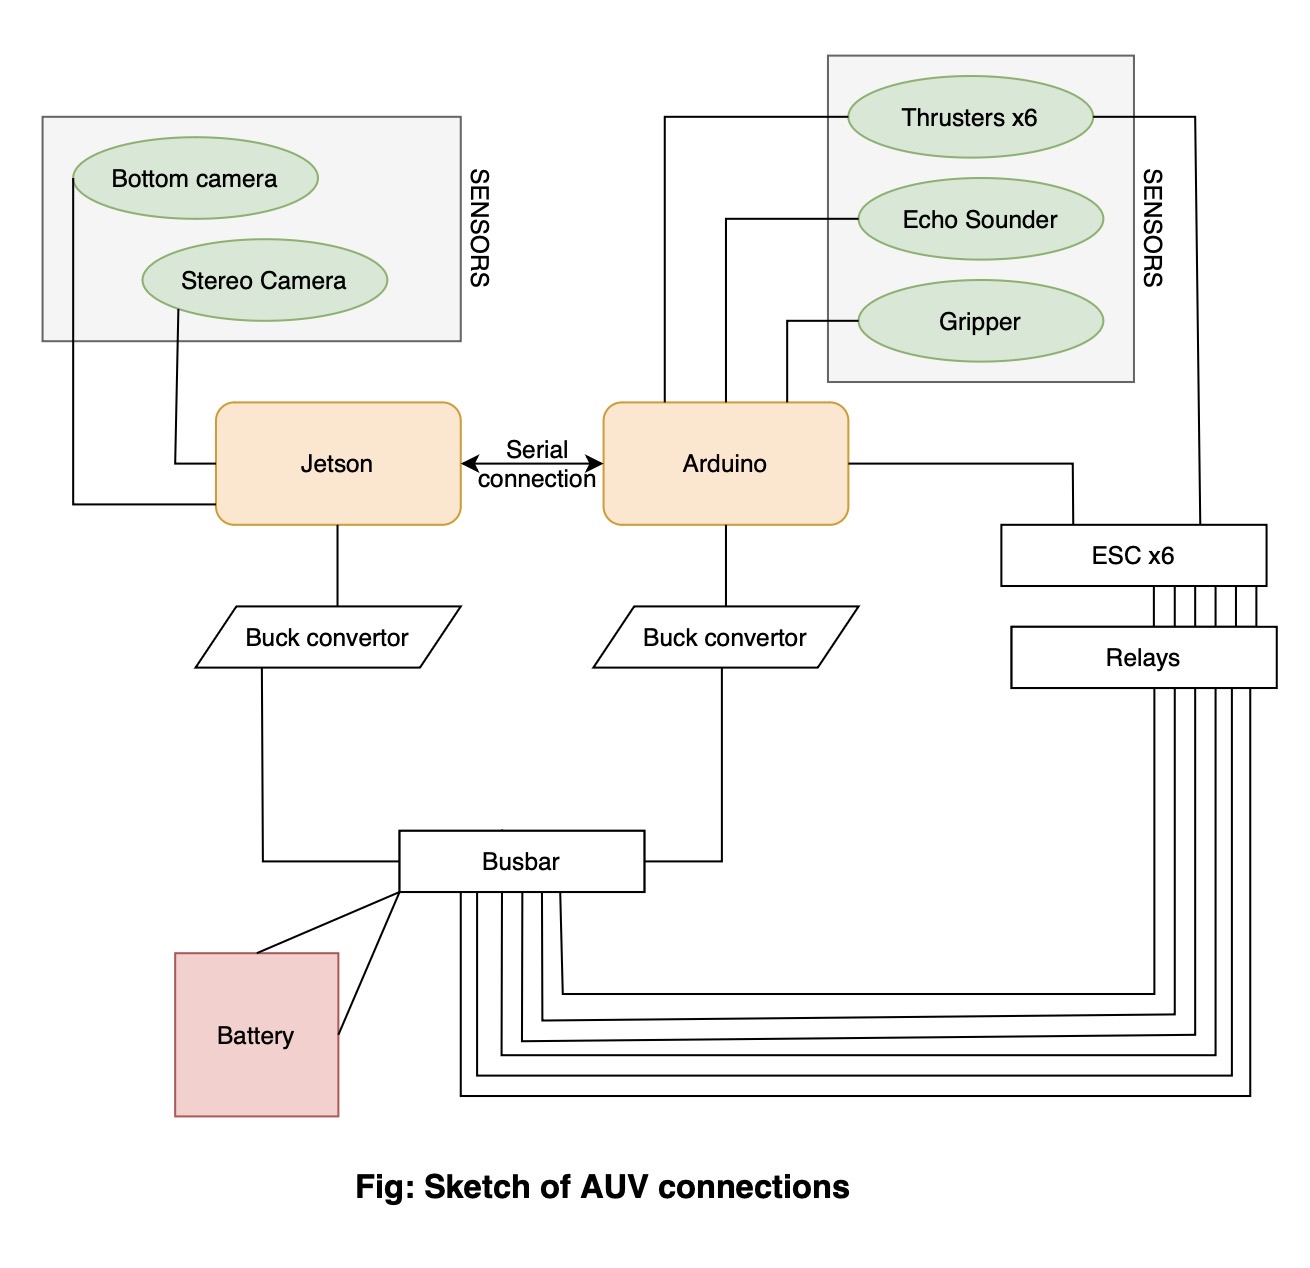 Thrusters x6
Bottom camera
SENSORS
SENSORS
Echo Sounder
Stereo Camera
Gripper
Jetson
Serial
connection
Arduino
ESC x6
Buck convertor
Buck convertor
Relays
Busbar
Battery
Fig: Sketch of AUV connections